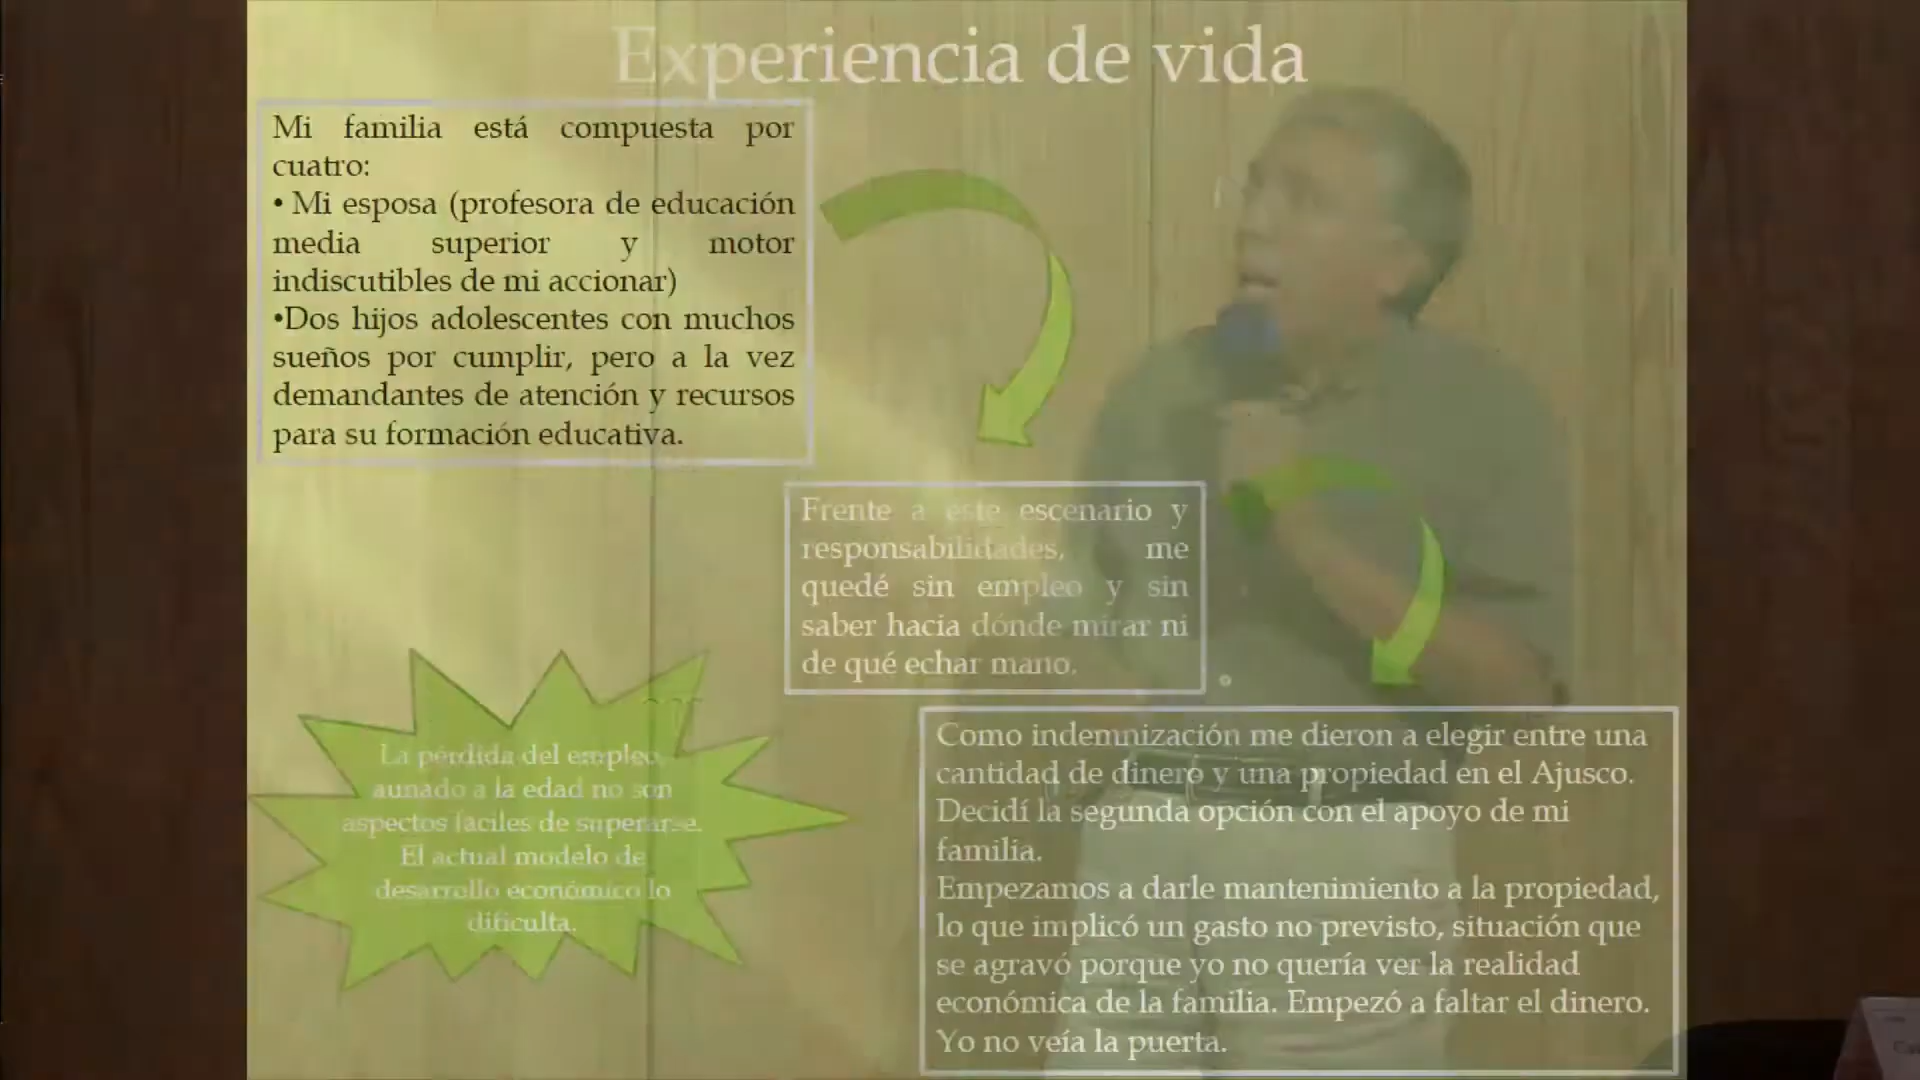 Experiencia de vida
Mi familia está compuesta por
cuatro:
• Mi esposa (profesora de educación
media superior y motor
indiscutibles de mi accionar)
•Dos hijos adolescentes con muchos
sueños por cumplir, pero a la vez
demandantes de atención y recursos
para su formación educativa.
Frente a este escenario y
responsabilidades, me
quedé sin empleo y sin
saber hacia dónde mirar ni
de qué echar mano.
La pérdida del empleo,
aunado a la edad no son
aspectos fáciles de superarse.
El actual modelo de
desarrollo económico lo
dificulta.
Como indemnización me dieron a elegir entre una
cantidad de dinero y una propiedad en el Ajusco.
Decidí la segunda opción con el apoyo de mi
familia.
Empezamos a darle mantenimiento a la propiedad,
lo que implicó un gasto no previsto, situación que
se agravó porque yo no quería ver la realidad
económica de la familia. Empezó a faltar el dinero.
Yo no veía la puerta.